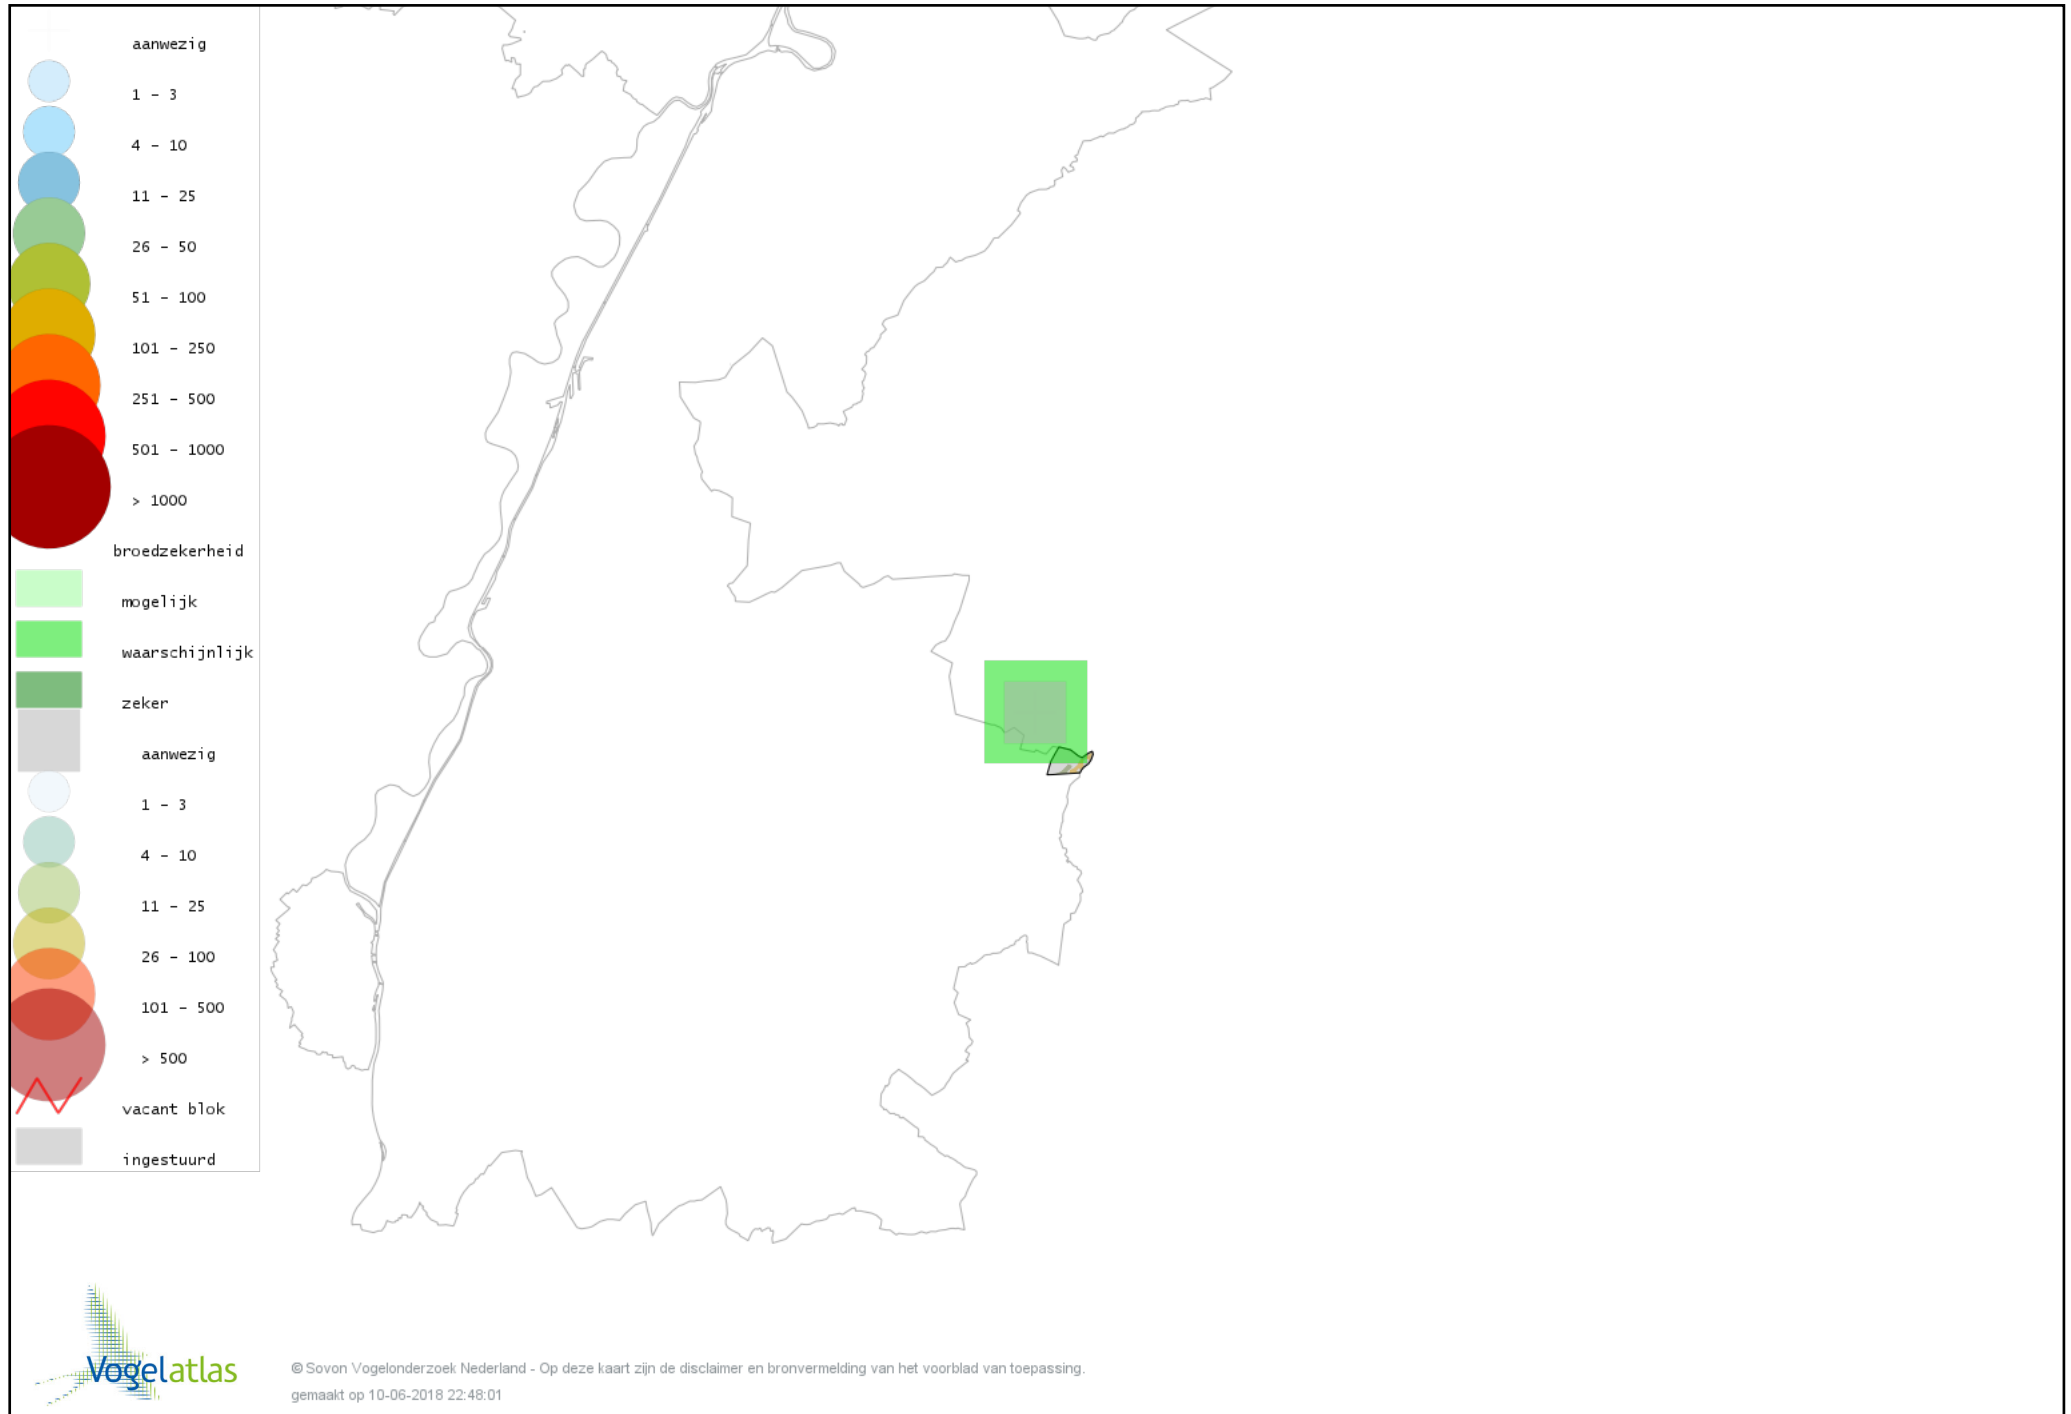 aanwezig
1 - 3
4 - 10
11 - 25
26 - 50
51 - 100
101 - 250
251 - 500
501 - 1000
> 1000
broedzekerheid
mogelijk
waarschijnlijk
zeker
aanwezig
1 - 3
4 - 10
11 - 25
26 - 100
101 - 500
> 500
vacant blok
ingestuurd
Vogelatlas
© Sovon Vogelonderzoek Nederland - Op deze kaart zijn de disclaimer en bronvermelding van het voorblad van toepassing.
gemaakt op 10-06-2018 22:48:01